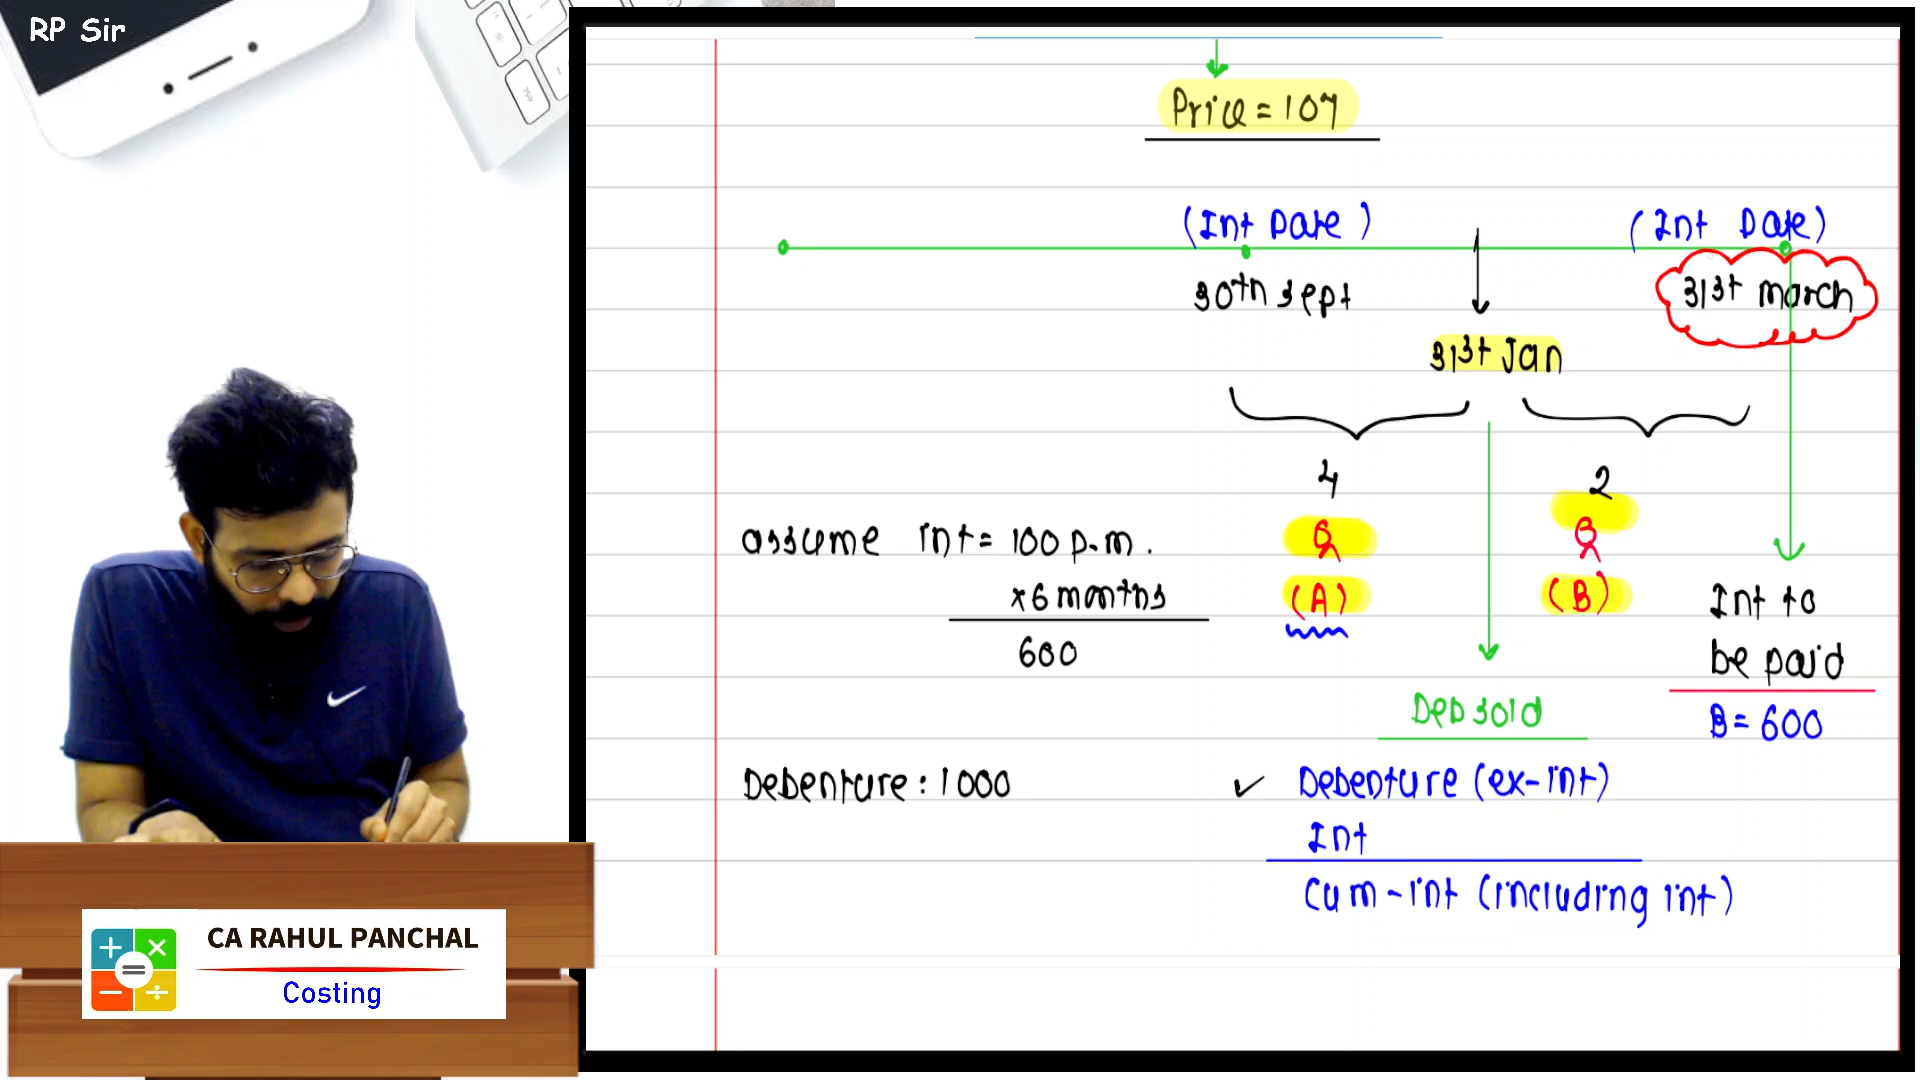 RP Sir
Price = 107
(Int Date)
(Int Date)
30th Sept
31st March
31st Jan
4
2
assume int = 100 p.m.
x 6 months
600
(A)
(B)
Int to
be paid
B = 600
Deb sold
Debenture : 1000
✓ Debenture (ex-int)
Int
Cum-int (including int)
CA RAHUL PANCHAL
Costing